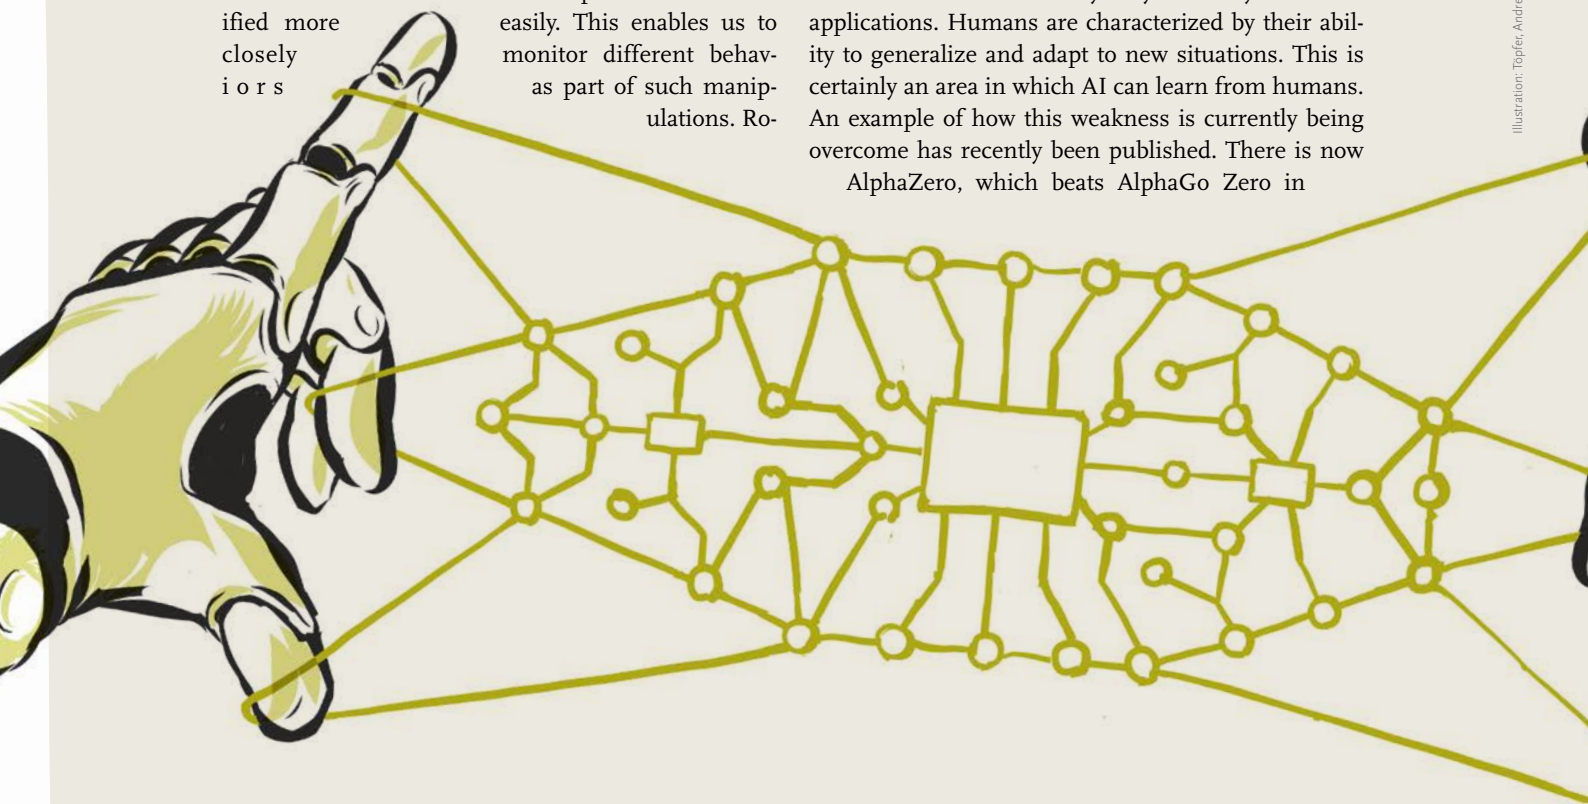 ified more easily. This enables us to
closely monitor different behav-
iors as part of such manip-
ulations. Ro-
applications. Humans are characterized by their abil-
ity to generalize and adapt to new situations. This is
certainly an area in which AI can learn from humans.
An example of how this weakness is currently being
overcome has recently been published. There is now
AlphaZero, which beats AlphaGo Zero in
Illustration: Töpfer,